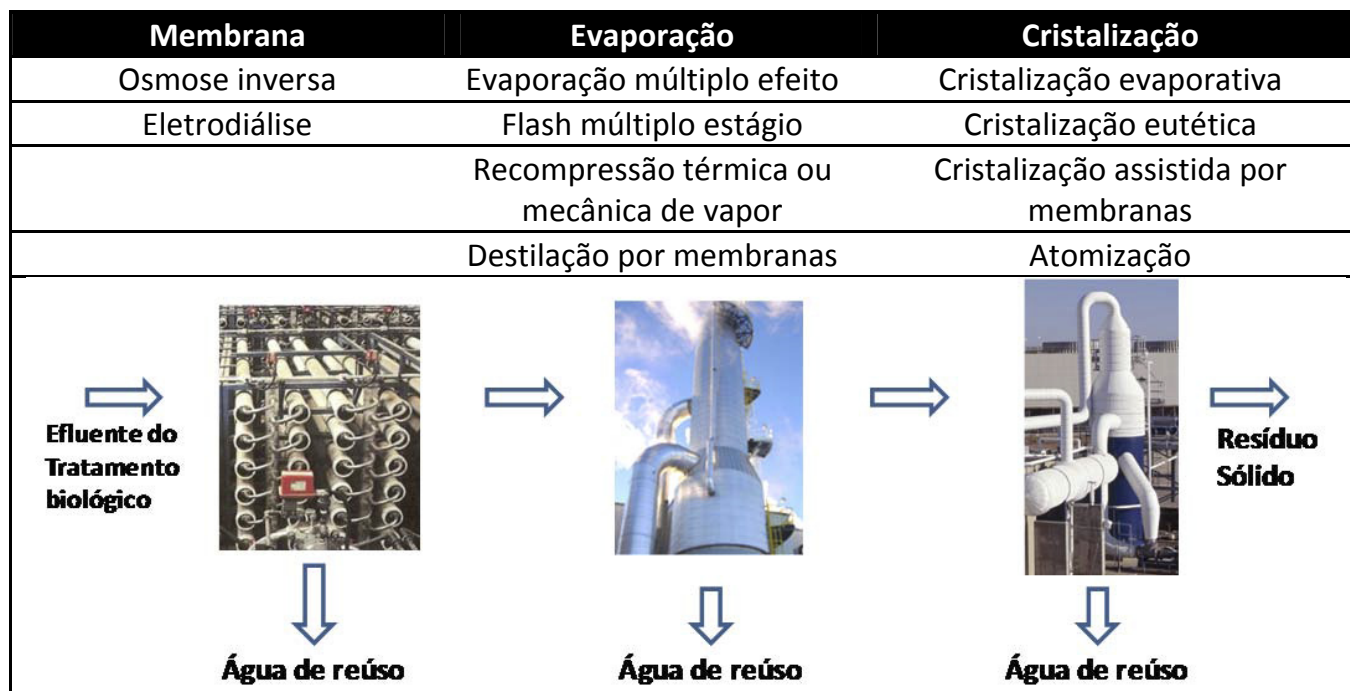 Membrana Evaporação Cristalização
Osmose inversa Evaporação múltiplo efeito Cristalização evaporativa
Eletrodiálise Flash múltiplo estágio Cristalização eutética
Recompressão térmica ou Cristalização assistida por
mecânica de vapor membranas
Destilação por membranas Atomização
Efluente do
Tratamento
biológico
Resíduo
Sólido
Água de reúso Água de reúso Água de reúso